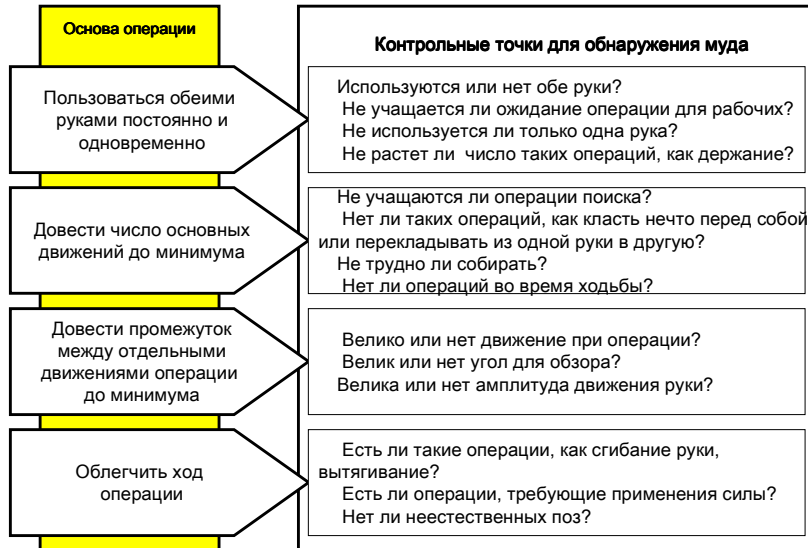 Основа операции
Контрольные точки для обнаружения муда
Пользоваться обеими
руками постоянно и
одновременно
Используются или нет обе руки?
Не учащается ли ожидание операции для рабочих?
Не используется ли только одна рука?
Не растет ли число таких операций, как держание?
Довести число основных
движений до минимума
Не учащаются ли операции поиска?
Нет ли таких операций, как класть нечто перед собой
или перекладывать из одной руки в другую?
Не трудно ли собирать?
Нет ли операций во время ходьбы?
Довести промежуток
между отдельными
движениями операции
до минимума
Велико или нет движение при операции?
Велик или нет угол для обзора?
Велика или нет амплитуда движения руки?
Облегчить ход
операции
Есть ли такие операции, как сгибание руки,
вытягивание?
Есть ли операции, требующие применения силы?
Нет ли неестественных поз?